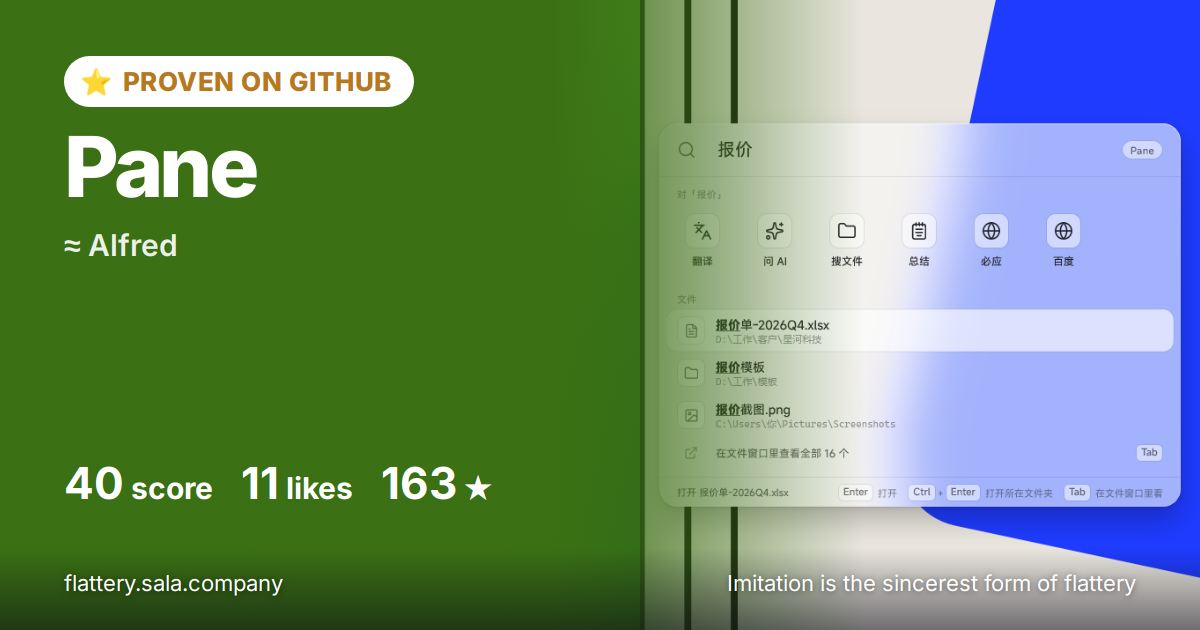 ⭐ PROVEN ON GITHUB
Pane
≈ Alfred
40 score 11 likes 163 ★
flattery.sala.company
Imitation is the sincerest form of flattery
报价
Pane
对「报价」
翻译 问 AI 搜文件 总结 必应 百度
文件
报价单-2026Q4.xlsx
D:\工作\客户\星河科技
报价模板
D:\工作\模板
报价截图.png
C:\Users\你\Pictures\Screenshots
在文件窗口里查看全部 16 个 Tab
打开 报价单-2026Q4.xlsx Enter 打开 Ctrl + Enter 打开所在文件夹 Tab 在文件窗口里看